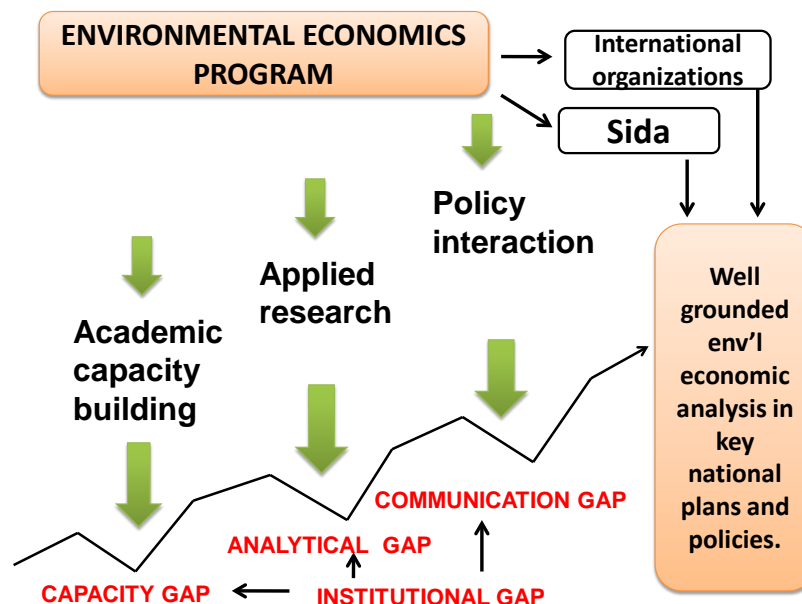 ENVIRONMENTAL ECONOMICS
PROGRAM
International
organizations
Sida
Policy
interaction
Applied
research
Academic
capacity
building
Well
grounded
env’l
economic
analysis in
key
national
plans and
policies.
COMMUNICATION GAP
ANALYTICAL GAP
CAPACITY GAP
INSTITUTIONAL GAP